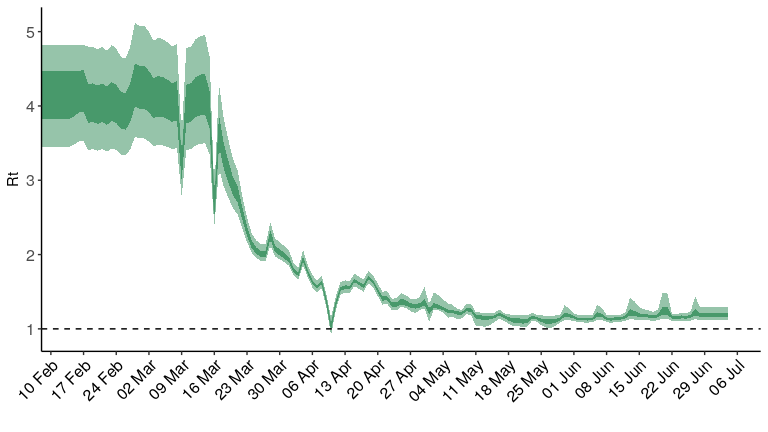 5
4
3
2
1
Rt
10 Feb
17 Feb
24 Feb
02 Mar
09 Mar
16 Mar
23 Mar
30 Mar
06 Apr
13 Apr
20 Apr
27 Apr
04 May
11 May
18 May
25 May
01 Jun
08 Jun
15 Jun
22 Jun
29 Jun
06 Jul